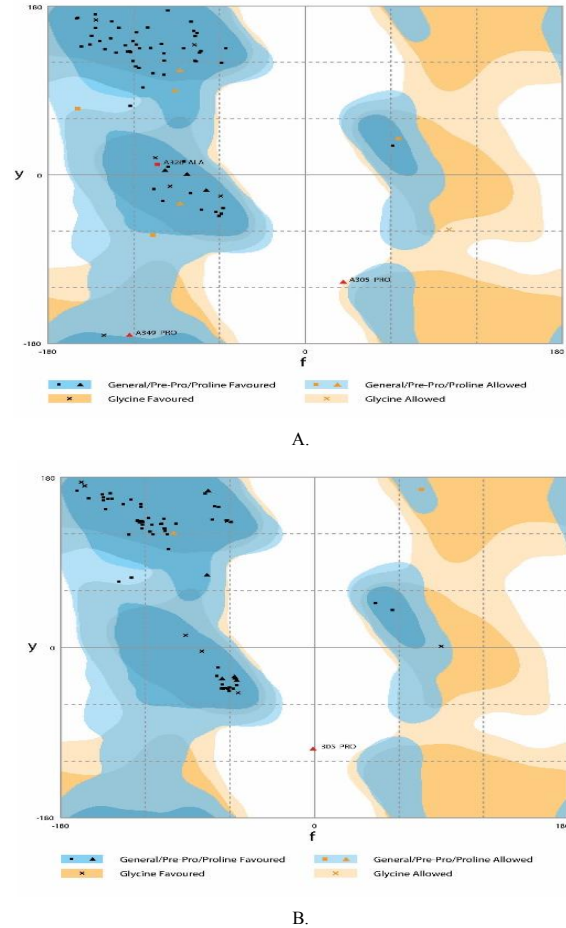 180
y
A326 ALA
0
A305 PRO
A349 PRO
-180
-180
0
180
f
General/Pre-Pro/Proline Favoured
General/Pre-Pro/Proline Allowed
Glycine Favoured
Glycine Allowed
A.
180
y
0
303 PRO
-180
-180
0
180
f
General/Pre-Pro/Proline Favoured
General/Pre-Pro/Proline Allowed
Glycine Favoured
Glycine Allowed
B.